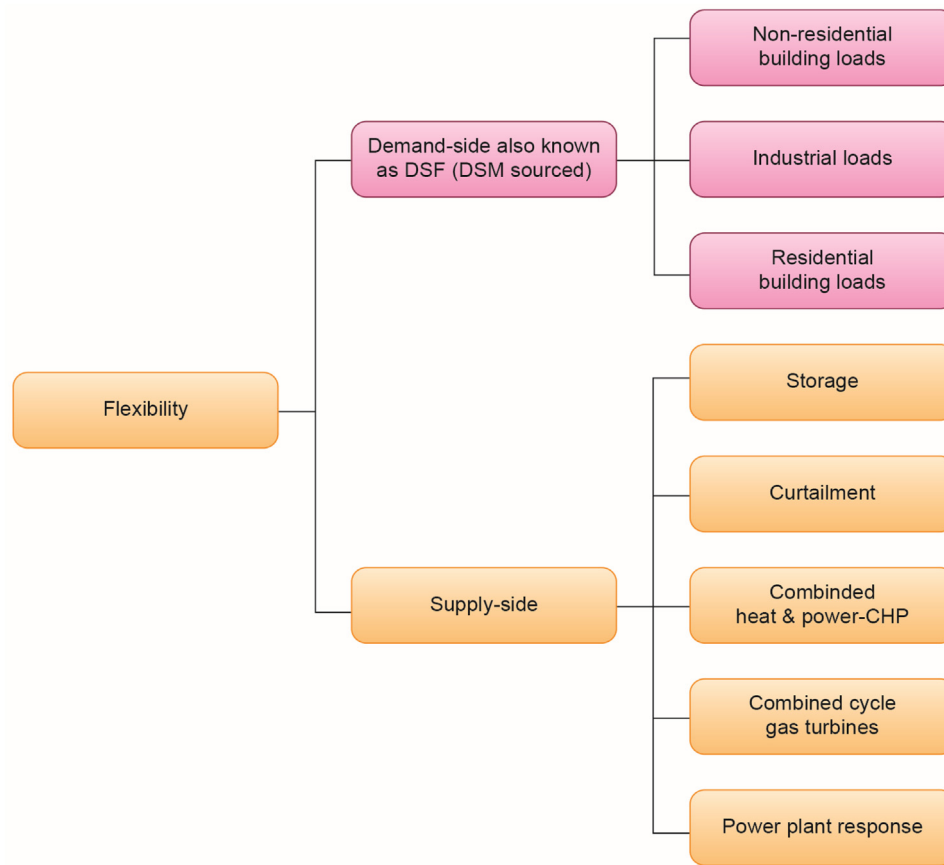 Non-residential
building loads
Demand-side also known
as DSF (DSM sourced)
Industrial loads
Residential
building loads
Storage
Flexibility
Curtailment
Combinded
heat & power-CHP
Supply-side
Combined cycle
gas turbines
Power plant response